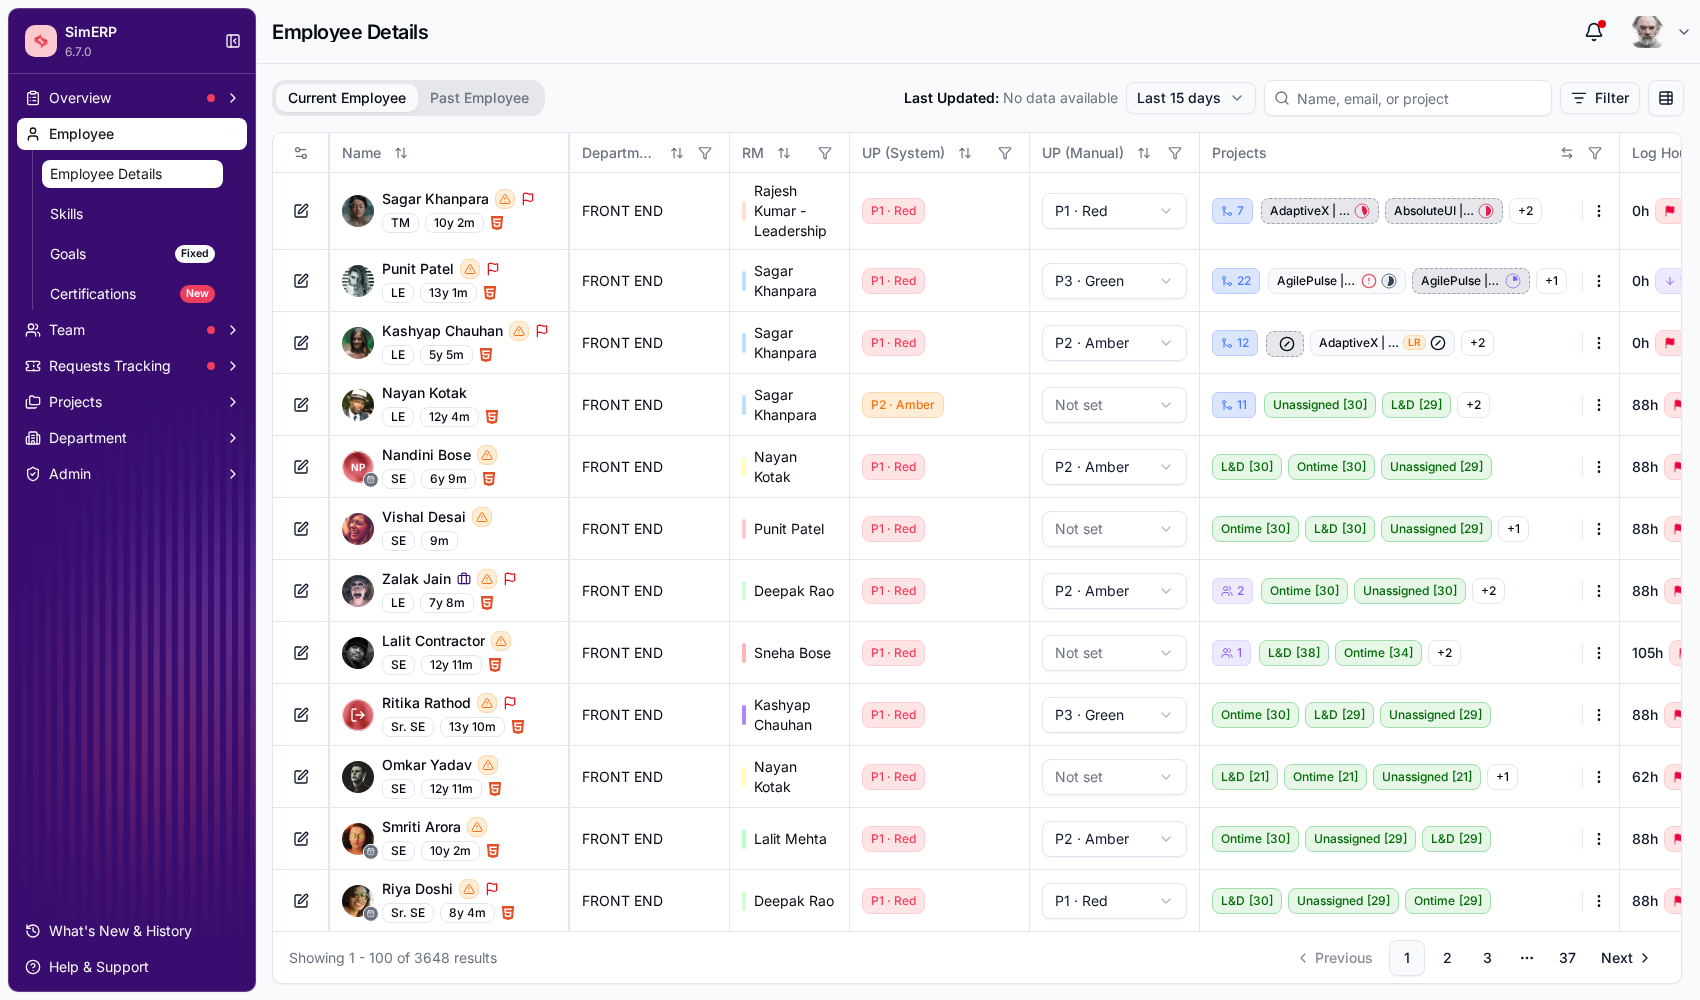 SimERP
6.7.0
Overview
Employee
Employee Details
Skills
Goals Fixed
Certifications New
Team
Requests Tracking
Projects
Department
Admin
What's New & History
Help & Support
Employee Details
Current Employee Past Employee
Last Updated: No data available
Last 15 days
Name, email, or project
Filter
Name Departm... RM UP (System) UP (Manual) Projects Log Hou
Sagar Khanpara
TM 10y 2m
FRONT END
Rajesh
Kumar -
Leadership
P1 · Red P1 · Red 7 AdaptiveX | ... AbsoluteUI |... +2 0h
Punit Patel
LE 13y 1m
FRONT END
Sagar
Khanpara
P1 · Red P3 · Green 22 AgilePulse |... AgilePulse |... +1 0h
Kashyap Chauhan
LE 5y 5m
FRONT END
Sagar
Khanpara
P1 · Red P2 · Amber 12 AdaptiveX | ... LR +2 0h
Nayan Kotak
LE 12y 4m
FRONT END
Sagar
Khanpara
P2 · Amber Not set 11 Unassigned [30] L&D [29] +2 88h
NP
Nandini Bose
SE 6y 9m
FRONT END
Nayan
Kotak
P1 · Red P2 · Amber L&D [30] Ontime [30] Unassigned [29] 88h
Vishal Desai
SE 9m
FRONT END
Punit Patel
P1 · Red Not set Ontime [30] L&D [30] Unassigned [29] +1 88h
Zalak Jain
LE 7y 8m
FRONT END
Deepak Rao
P1 · Red P2 · Amber 2 Ontime [30] Unassigned [30] +2 88h
Lalit Contractor
SE 12y 11m
FRONT END
Sneha Bose
P1 · Red Not set 1 L&D [38] Ontime [34] +2 105h
Ritika Rathod
Sr. SE 13y 10m
FRONT END
Kashyap
Chauhan
P1 · Red P3 · Green Ontime [30] L&D [29] Unassigned [29] 88h
Omkar Yadav
SE 12y 11m
FRONT END
Nayan
Kotak
P1 · Red Not set L&D [21] Ontime [21] Unassigned [21] +1 62h
Smriti Arora
SE 10y 2m
FRONT END
Lalit Mehta
P1 · Red P2 · Amber Ontime [30] Unassigned [29] L&D [29] 88h
Riya Doshi
Sr. SE 8y 4m
FRONT END
Deepak Rao
P1 · Red P1 · Red L&D [30] Unassigned [29] Ontime [29] 88h
Showing 1 - 100 of 3648 results
Previous 1 2 3 ··· 37 Next